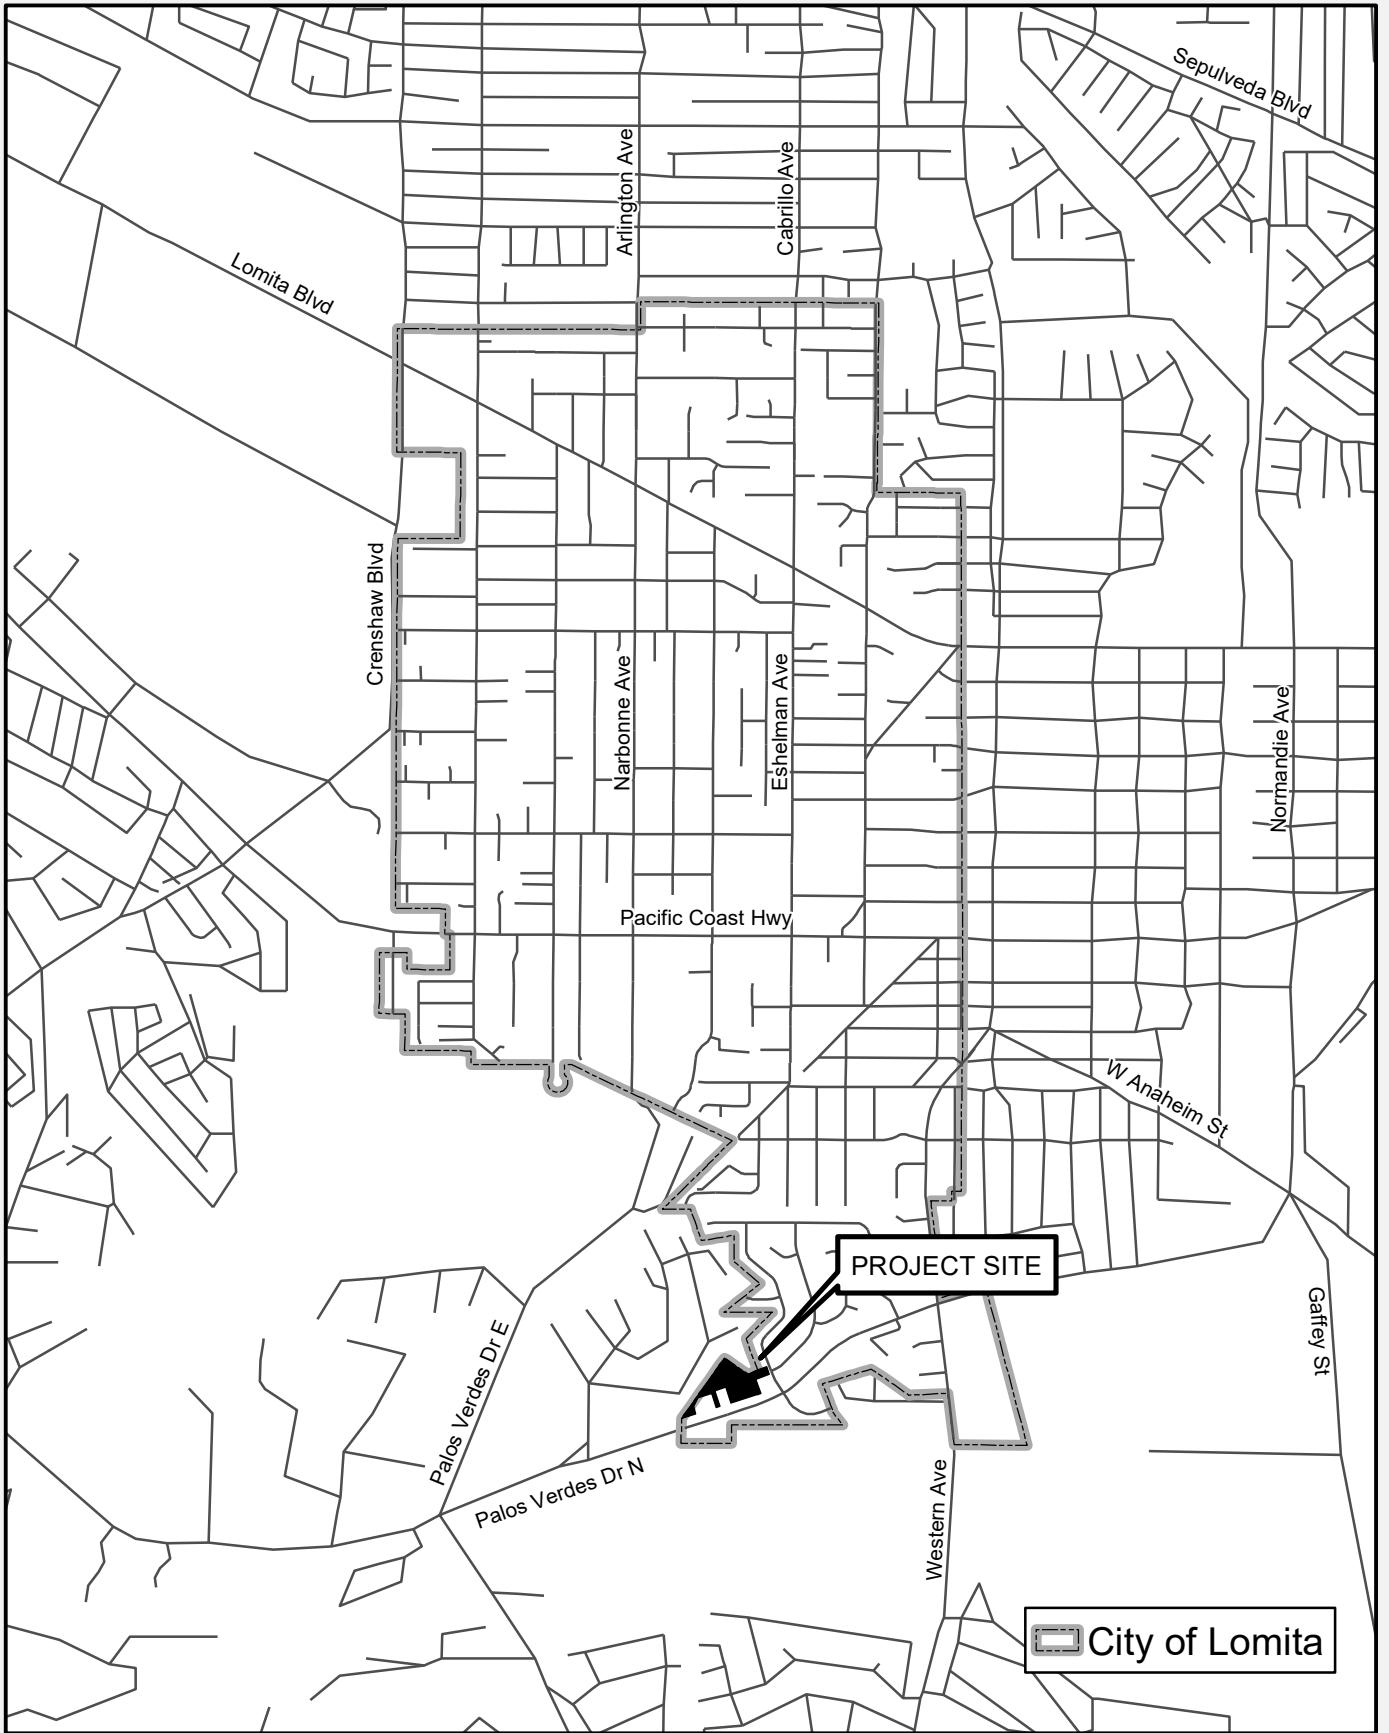 Sepulveda Blvd
Arlington Ave
Cabrillo Ave
Lomita Blvd
Crenshaw Blvd
Narbonne Ave
Eshelman Ave
Normandie Ave
Pacific Coast Hwy
W Anaheim St
PROJECT SITE
Gaffey St
Palos Verdes Dr E
Palos Verdes Dr N
Western Ave
City of Lomita